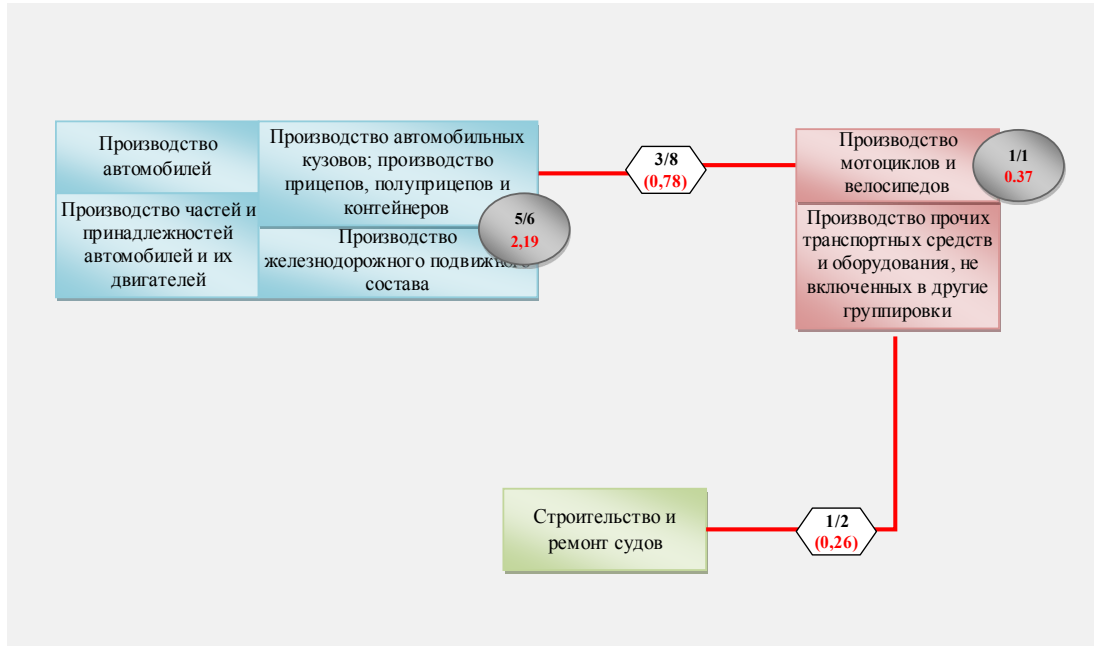 Производство
автомобилей
Производство автомобильных
кузовов; производство
прицепов, полуприцепов и
контейнеров
Производство частей и
принадлежностей
автомобилей и их
двигателей
Производство
железнодорожного подвижного
состава
5/6
2,19
3/8
(0,78)
Производство
мотоциклов и
велосипедов
1/1
0.37
Производство прочих
транспортных средств
и оборудования, не
включенных в другие
группировки
Строительство и
ремонт судов
1/2
(0,26)